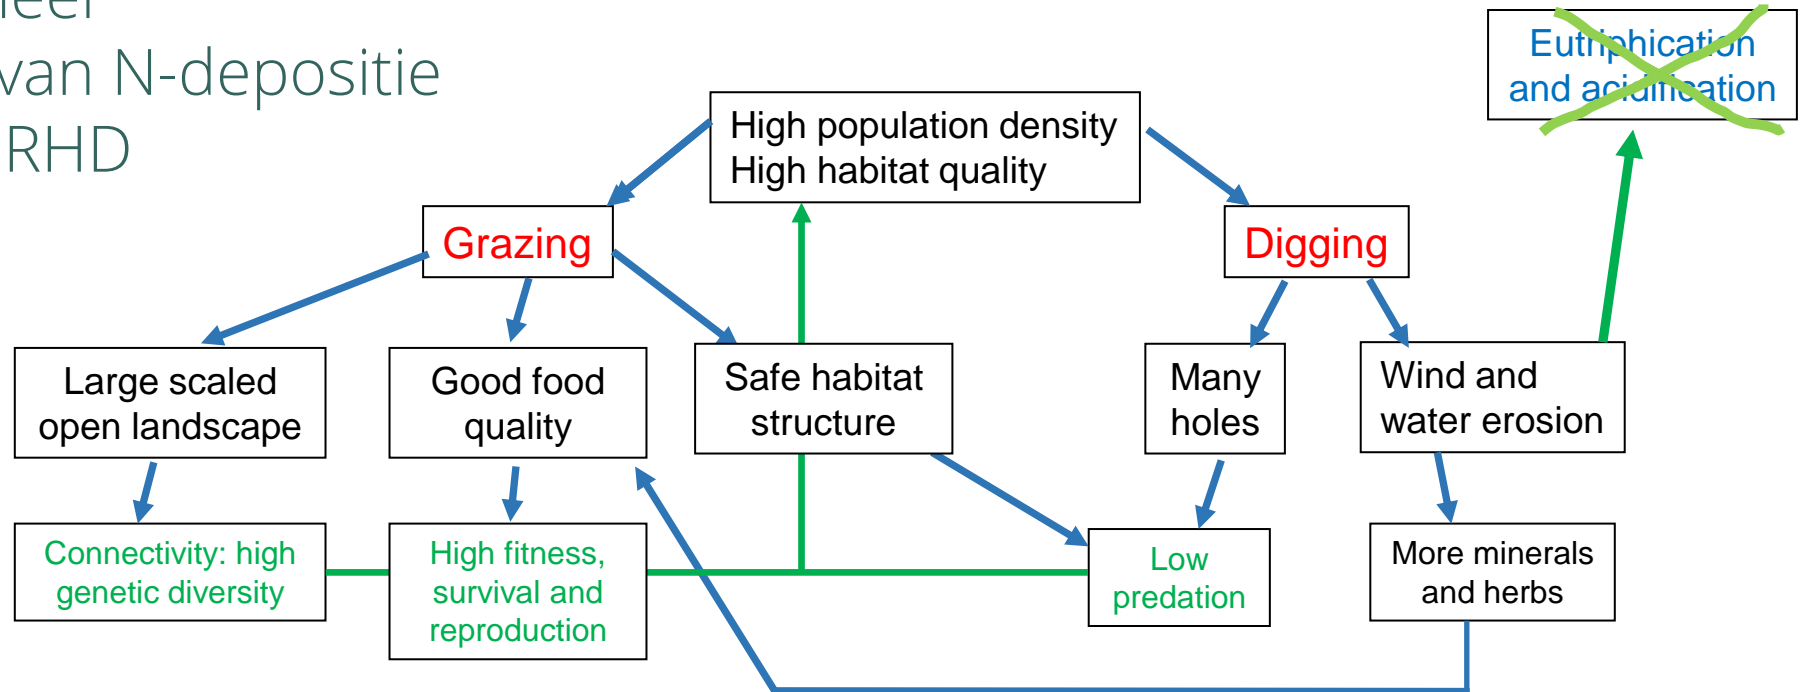 van N-depositie
RHD
Eutriphication
and acidification
High population density
High habitat quality
Grazing
Digging
Large scaled
open landscape
Good food
quality
Safe habitat
structure
Many
holes
Wind and
water erosion
Connectivity: high
genetic diversity
High fitness,
survival and
reproduction
Low
predation
More minerals
and herbs